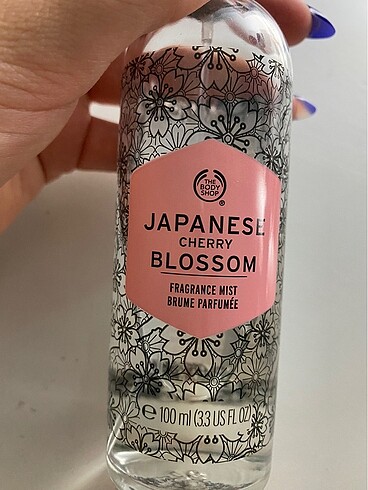 THE
BODY
SHOP
®
JAPANESE
CHERRY
BLOSSOM
FRAGRANCE MIST
BRUME PARFUMÉE
℮ 100 ml (3.3 US FL OZ)